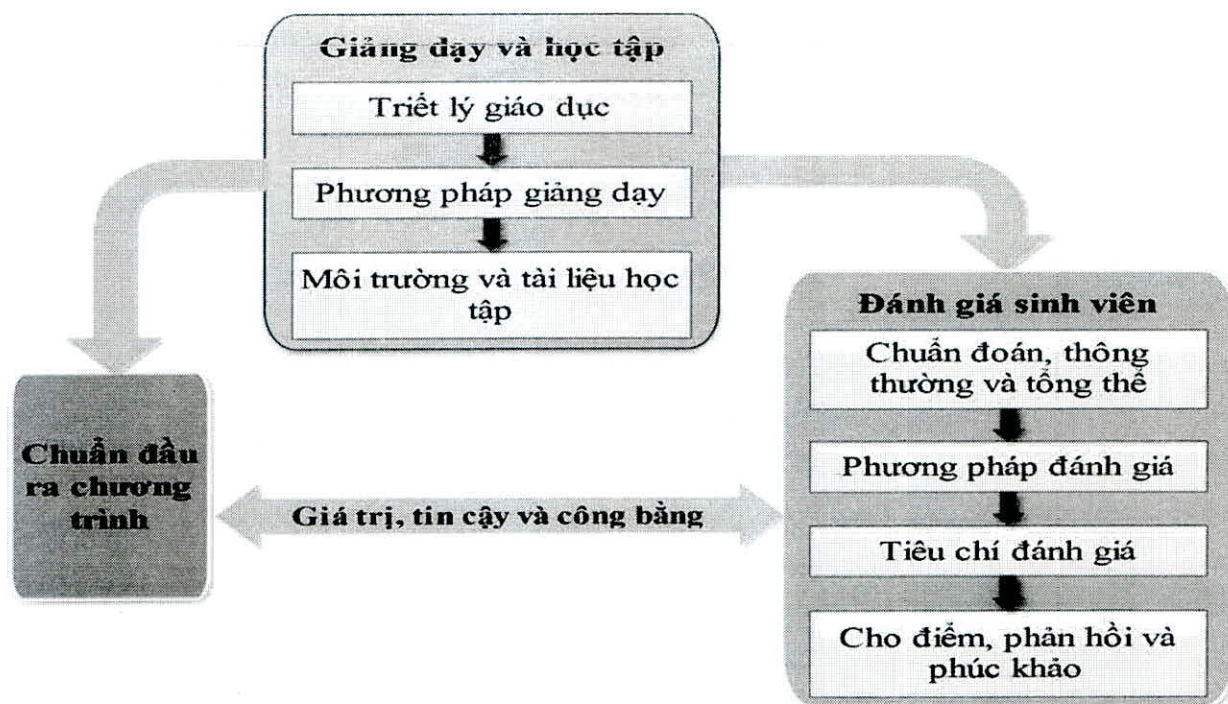 Giảng dạy và học tập
Triết lý giáo dục
Phương pháp giảng dạy
Môi trường và tài liệu học
tập
Đánh giá sinh viên
Chuẩn đoán, thông
thường và tổng thể
Phương pháp đánh giá
Tiêu chí đánh giá
Cho điểm, phản hồi và
phúc khảo
Chuẩn đầu
ra chương
trình
Giá trị, tin cậy và công bằng